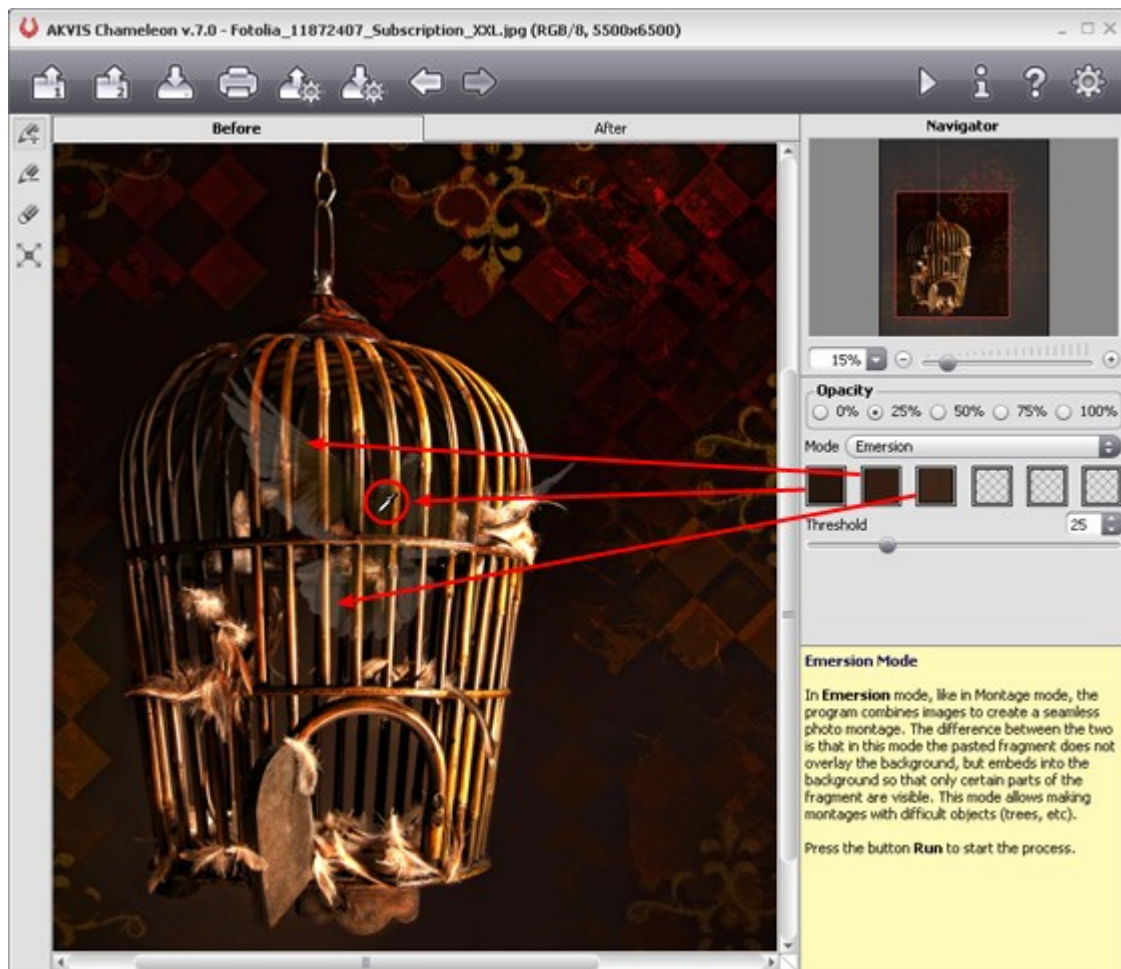 AKVIS Chameleon v.7.0 - Fotolia_11872407_Subscription_XXL.jpg (RGB/8, 5500x6500)
1 2
Before After
Navigator
15%
Opacity
0% 25% 50% 75% 100%
Mode Emersion
Threshold 25
Emersion Mode
In Emersion mode, like in Montage mode, the
program combines images to create a seamless
photo montage. The difference between the two
is that in this mode the pasted fragment does not
overlay the background, but embeds into the
background so that only certain parts of the
fragment are visible. This mode allows making
montages with difficult objects (trees, etc).
Press the button Run to start the process.